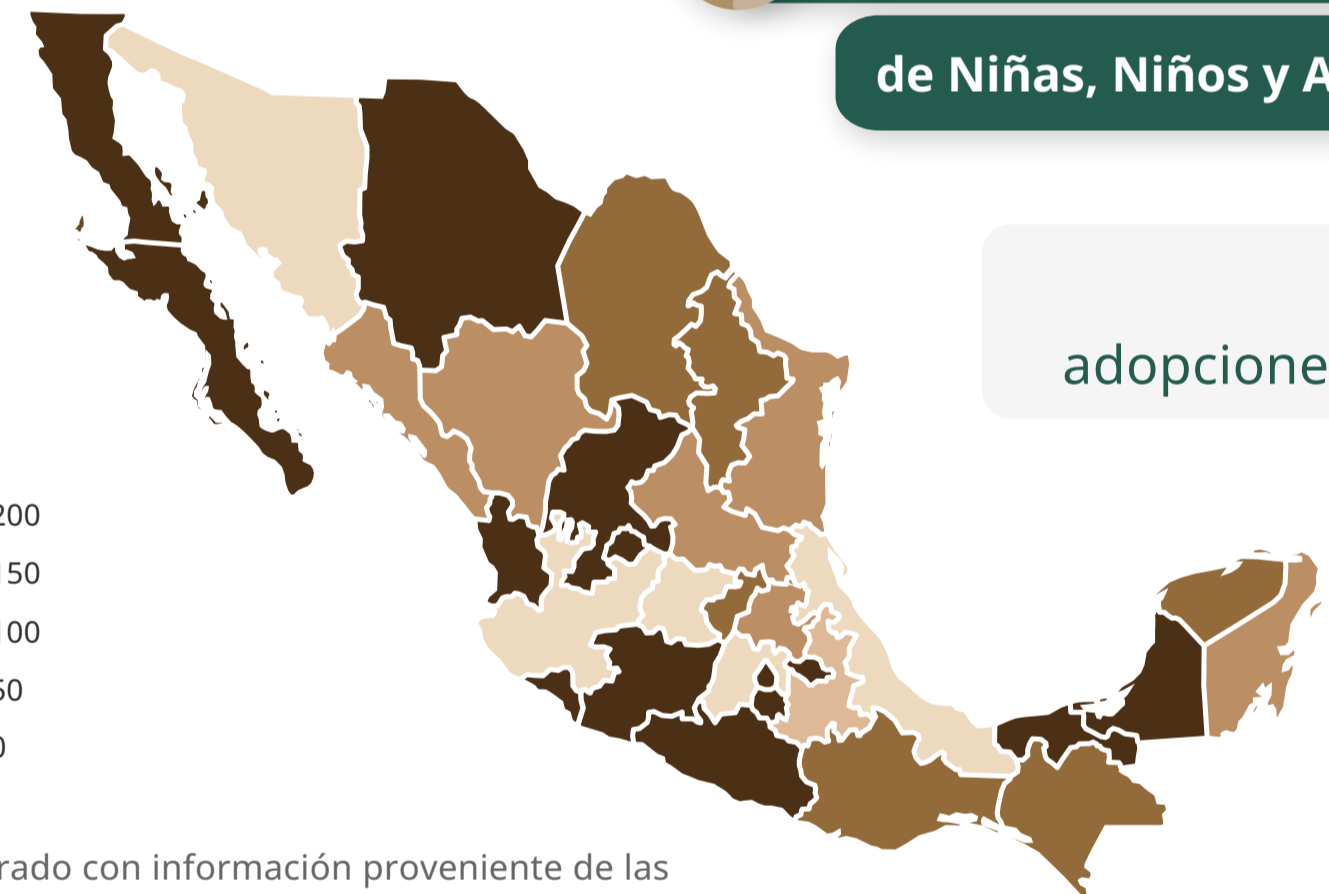 de Niñas, Niños y A
adopcione
200
150
100
50
0
rado con información proveniente de las